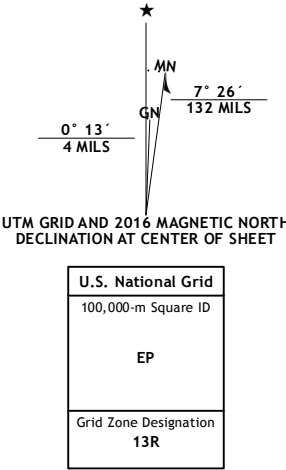 ★
MN
GN
7° 26´
132 MILS
0° 13´
4 MILS
UTM GRID AND 2016 MAGNETIC NORTH
DECLINATION AT CENTER OF SHEET
U.S. National Grid
100,000-m Square ID
EP
Grid Zone Designation
13R